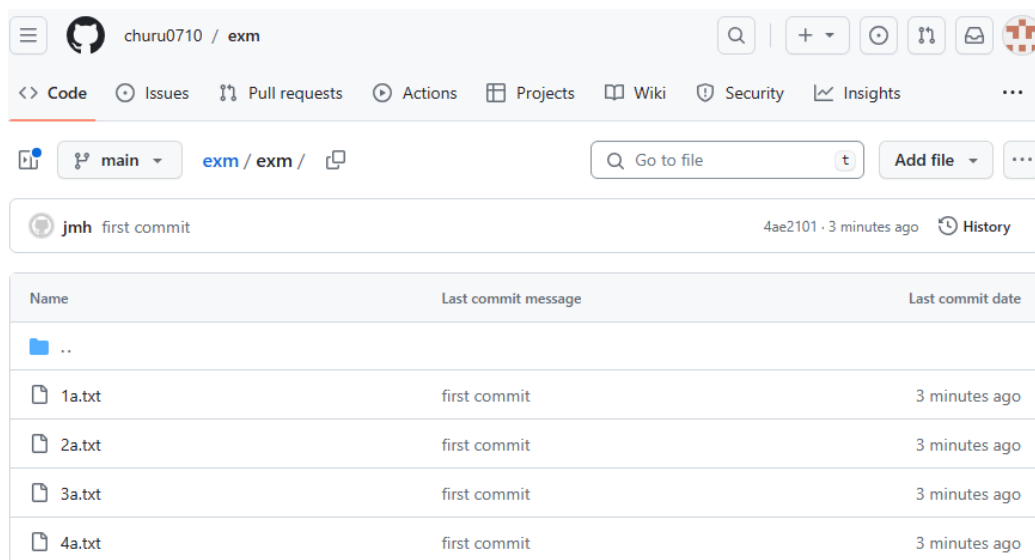 churu0710 / exm
Code Issues Pull requests Actions Projects Wiki Security Insights ...
main exm / exm / Go to file t Add file ...
jmh first commit 4ae2101 · 3 minutes ago History
Name Last commit message Last commit date
..
1a.txt first commit 3 minutes ago
2a.txt first commit 3 minutes ago
3a.txt first commit 3 minutes ago
4a.txt first commit 3 minutes ago